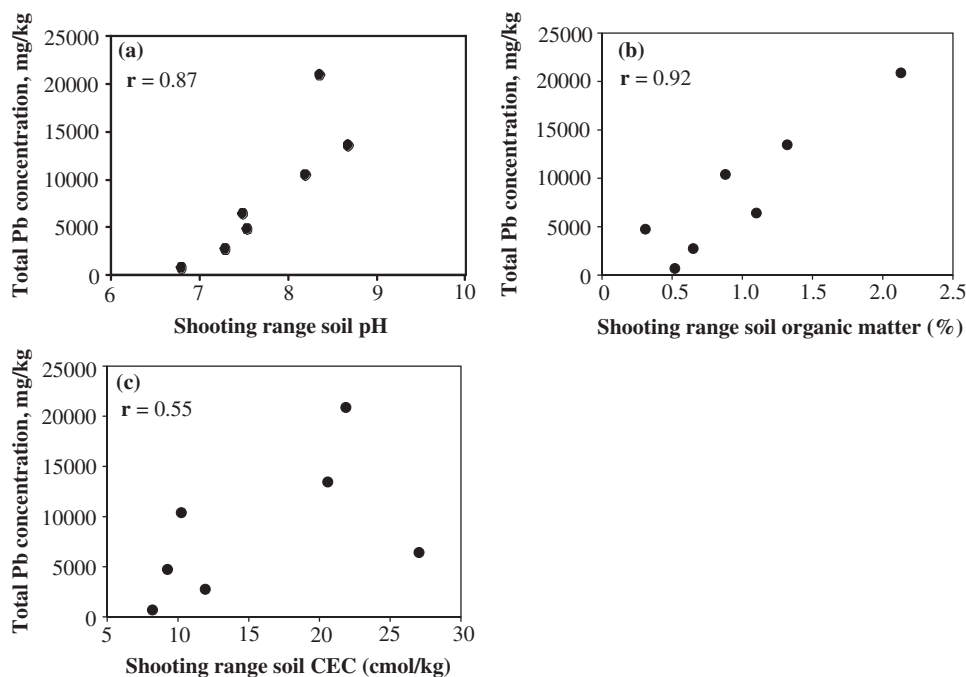 Total Pb concentration, mg/kg
25000
20000
15000
10000
5000
0
(a)
r = 0.87
6 7 8 9 10
Shooting range soil pH
Total Pb concentration, mg/kg
25000
20000
15000
10000
5000
0
(b)
r = 0.92
0 0.5 1.0 1.5 2.0 2.5
Shooting range soil organic matter (%)
Total Pb concentration, mg/kg
25000
20000
15000
10000
5000
0
(c)
r = 0.55
5 10 15 20 25 30
Shooting range soil CEC (cmol/kg)